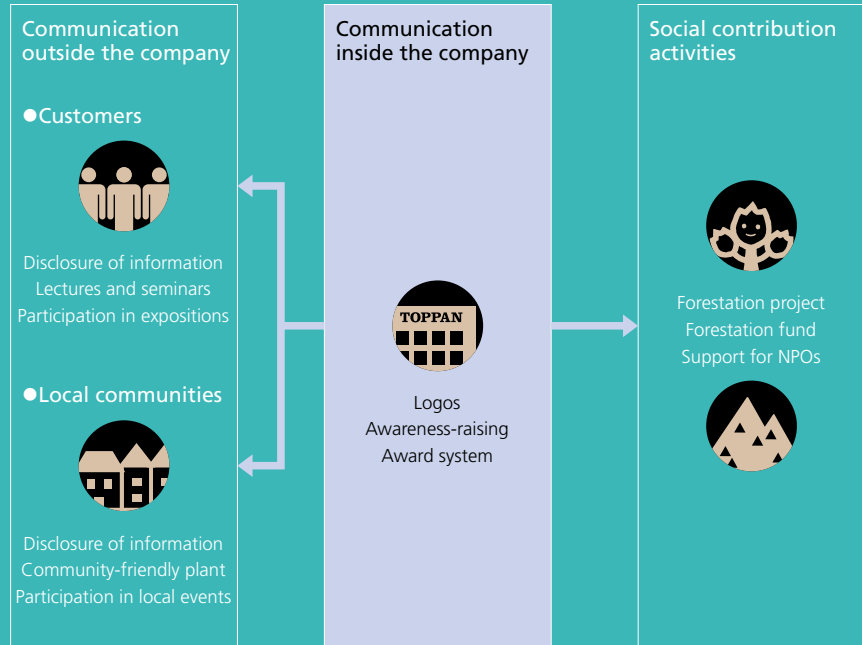 Communication
outside the company
●Customers
Disclosure of information
Lectures and seminars
Participation in expositions
●Local communities
Disclosure of information
Community-friendly plant
Participation in local events
Communication
inside the company
TOPPAN
Logos
Awareness-raising
Award system
Social contribution
activities
Forestation project
Forestation fund
Support for NPOs